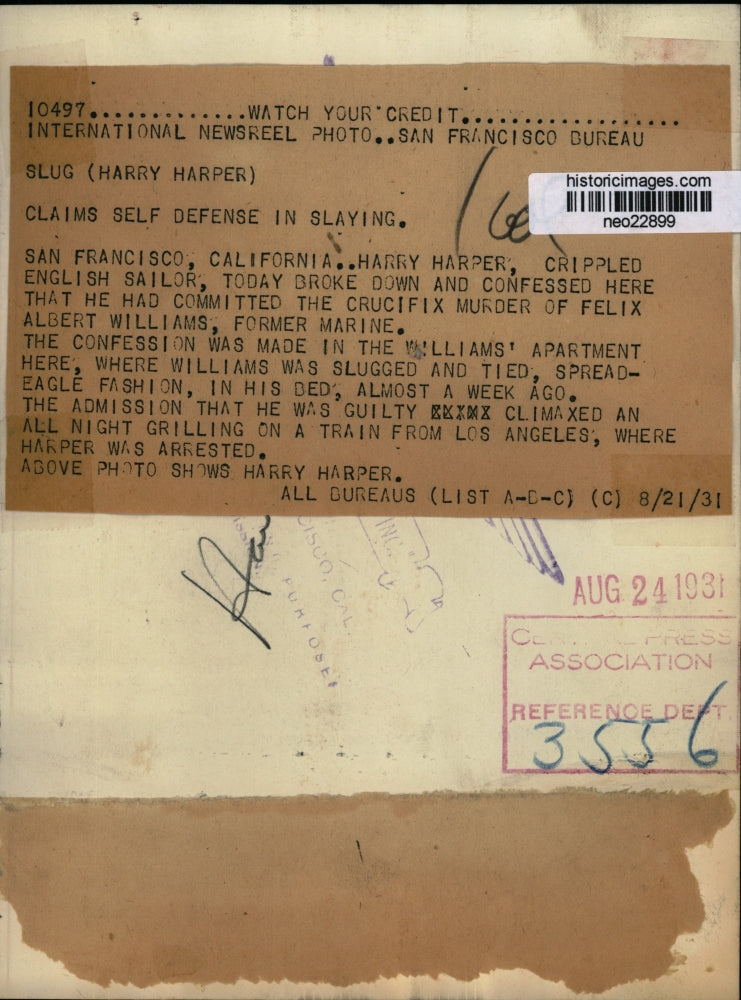 10497.............WATCH YOUR CREDIT...................
INTERNATIONAL NEWSREEL PHOTO..SAN FRANCISCO BUREAU
SLUG (HARRY HARPER)
historicimages.com
neo22899
CLAIMS SELF DEFENSE IN SLAYING.
SAN FRANCISCO, CALIFORNIA..HARRY HARPER, CRIPPLED
ENGLISH SAILOR, TODAY BROKE DOWN AND CONFESSED HERE
THAT HE HAD COMMITTED THE CRUCIFIX MURDER OF FELIX
ALBERT WILLIAMS, FORMER MARINE.
THE CONFESSION WAS MADE IN THE WILLIAMS' APARTMENT
HERE, WHERE WILLIAMS WAS SLUGGED AND TIED, SPREAD-
EAGLE FASHION, IN HIS BED, ALMOST A WEEK AGO.
THE ADMISSION THAT HE WAS GUILTY CLIMAXED AN
ALL NIGHT GRILLING ON A TRAIN FROM LOS ANGELES, WHERE
HARPER WAS ARRESTED.
ABOVE PHOTO SHOWS HARRY HARPER.
ALL BUREAUS (LIST A-B-C) (C) 8/21/31
INC.
CAL.
PURPOSES
AUG 24 1931
CENTRAL PRESS
ASSOCIATION
REFERENCE DEPT.
3556